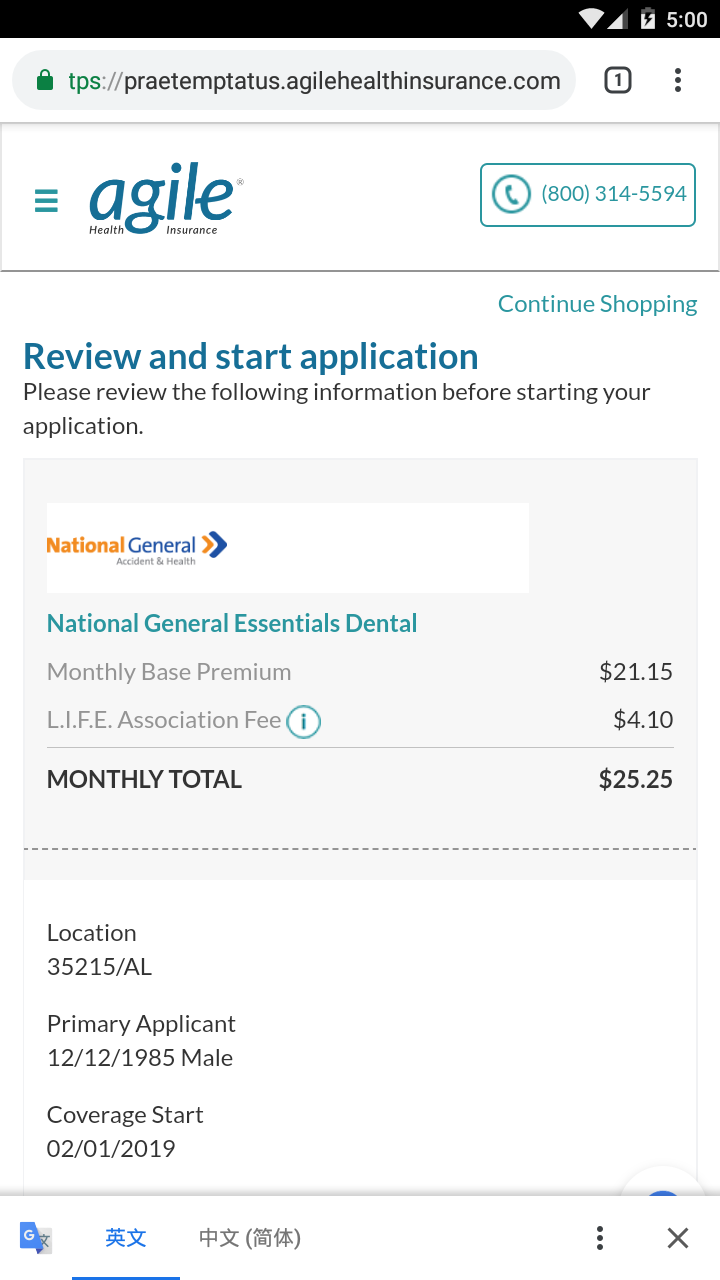 5:00
tps://praetemptatus.agilehealthinsurance.com
1
agile®
Health Insurance
(800) 314-5594
Continue Shopping
Review and start application
Please review the following information before starting your
application.
National General
Accident & Health
National General Essentials Dental
Monthly Base Premium $21.15
L.I.F.E. Association Fee i $4.10
MONTHLY TOTAL $25.25
Location
35215/AL
Primary Applicant
12/12/1985 Male
Coverage Start
02/01/2019
G 文 英文 中文 (简体)